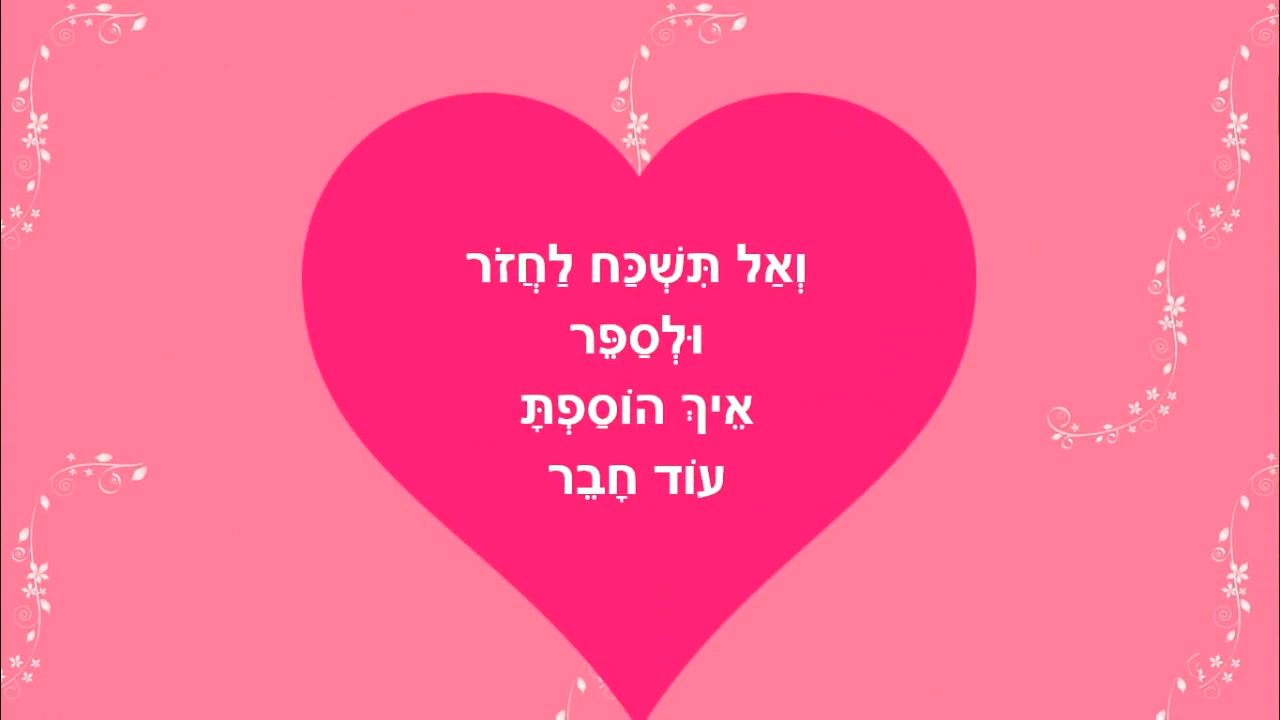 וְאַל תִּשְׁכַּח לַחֲזֹר
וּלְסַפֵּר
אֵיךְ הוֹסַפְתָּ
עוֹד חָבֵר